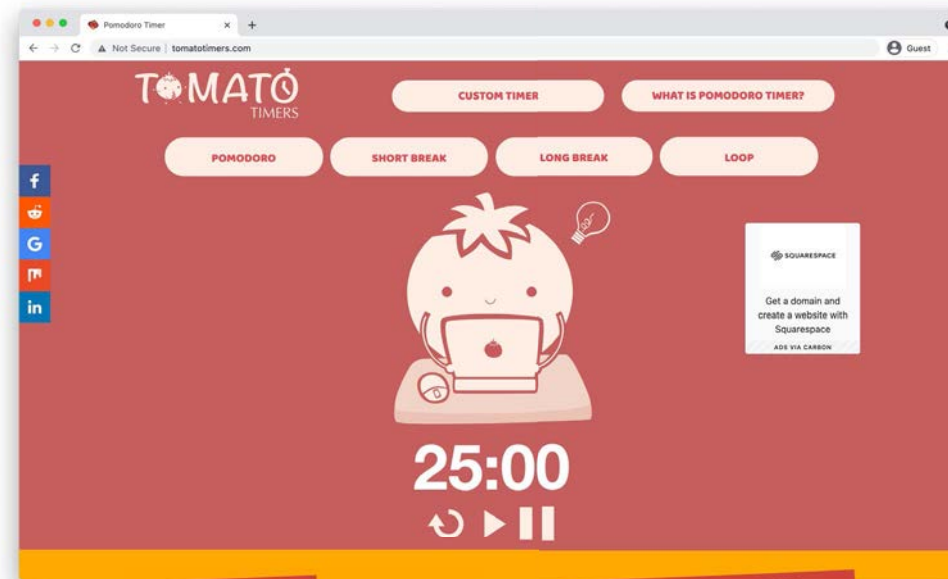 Pomodoro Timer
Not Secure | tomatotimers.com
Guest
TOMATO
TIMERS
CUSTOM TIMER
WHAT IS POMODORO TIMER?
POMODORO
SHORT BREAK
LONG BREAK
LOOP
SQUARESPACE
Get a domain and
create a website with
Squarespace
ADS VIA CARBON
25:00